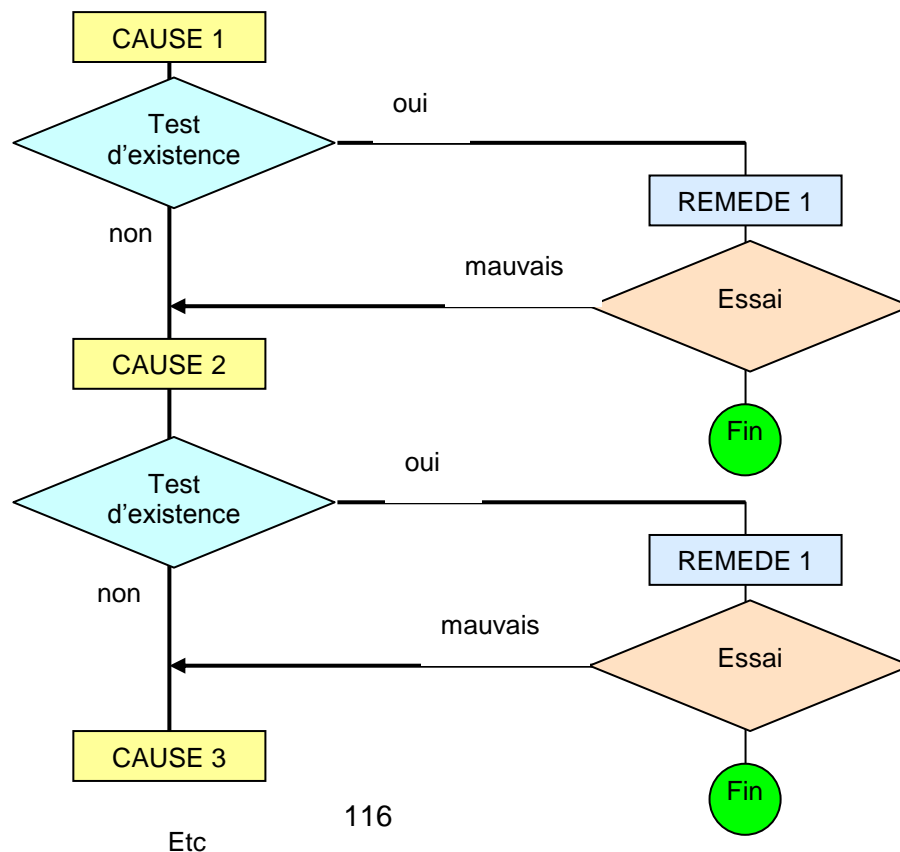 CAUSE 1
oui
Test
d'existence
REMEDE 1
non
mauvais
Essai
CAUSE 2
Fin
oui
Test
d'existence
REMEDE 1
non
mauvais
Essai
CAUSE 3
Fin
116
Etc